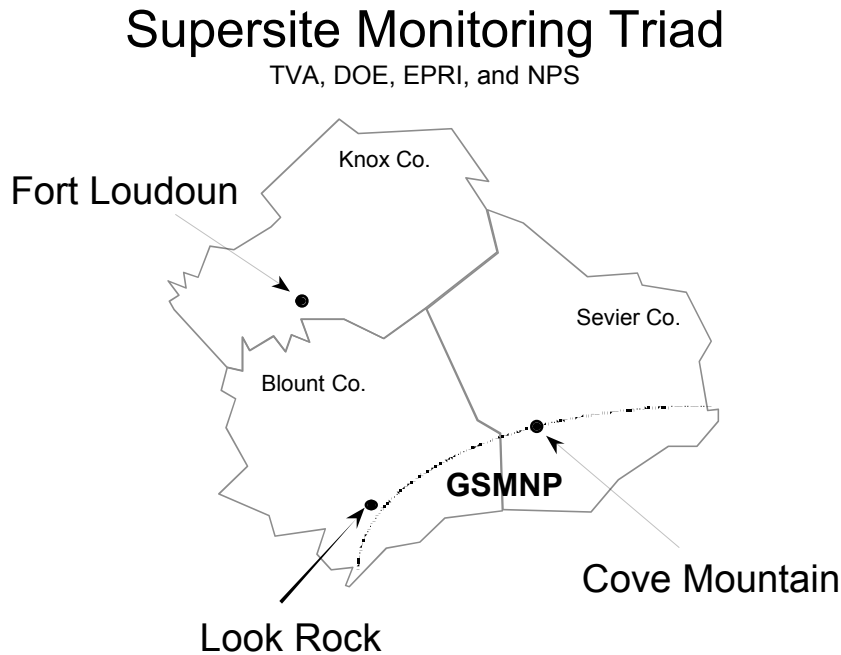 Supersite Monitoring Triad
TVA, DOE, EPRI, and NPS
Knox Co.
Fort Loudoun
Sevier Co.
Blount Co.
GSMNP
Cove Mountain
Look Rock